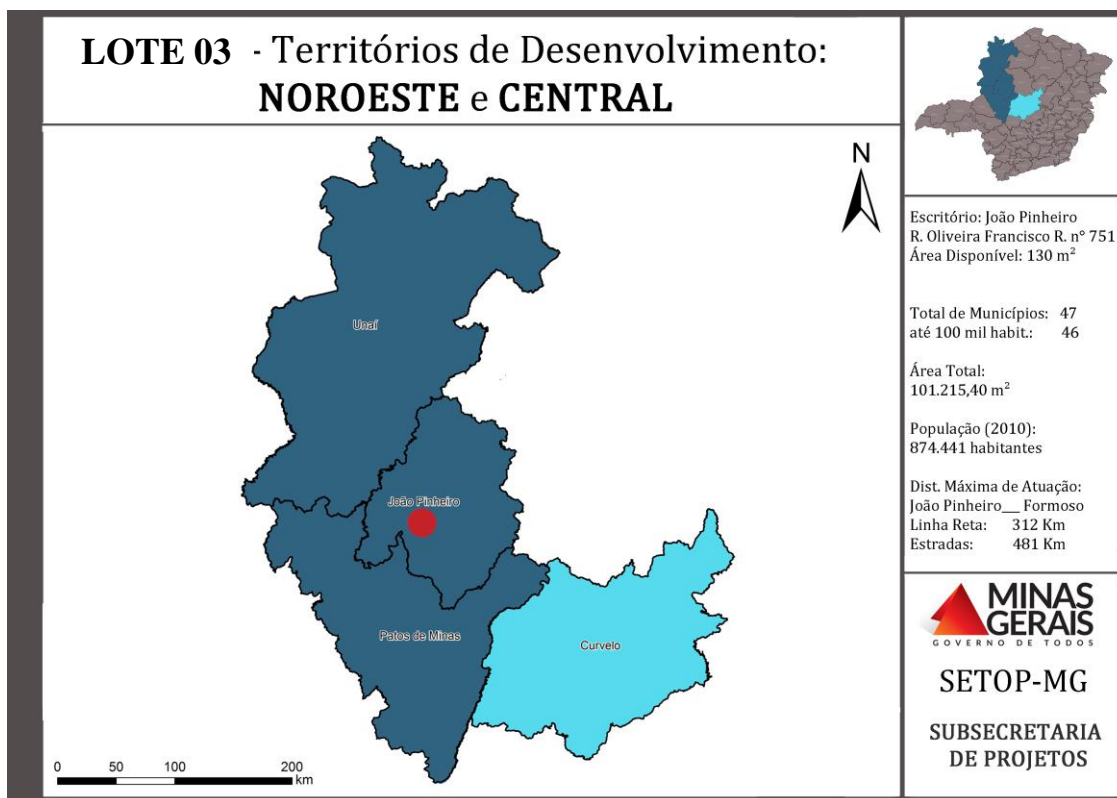 LOTE 03 - Territórios de Desenvolvimento:
NOROESTE e CENTRAL
N
Unaí
João Pinheiro
Patos de Minas
Curvelo
0 50 100 200
km
Escritório: João Pinheiro
R. Oliveira Francisco R. n° 751
Área Disponível: 130 m²
Total de Municípios: 47
até 100 mil habit.: 46
Área Total:
101.215,40 m²
População (2010):
874.441 habitantes
Dist. Máxima de Atuação:
João Pinheiro__ Formoso
Linha Reta: 312 Km
Estradas: 481 Km
MINAS
GERAIS
GOVERNO DE TODOS
SETOP-MG
SUBSECRETARIA
DE PROJETOS